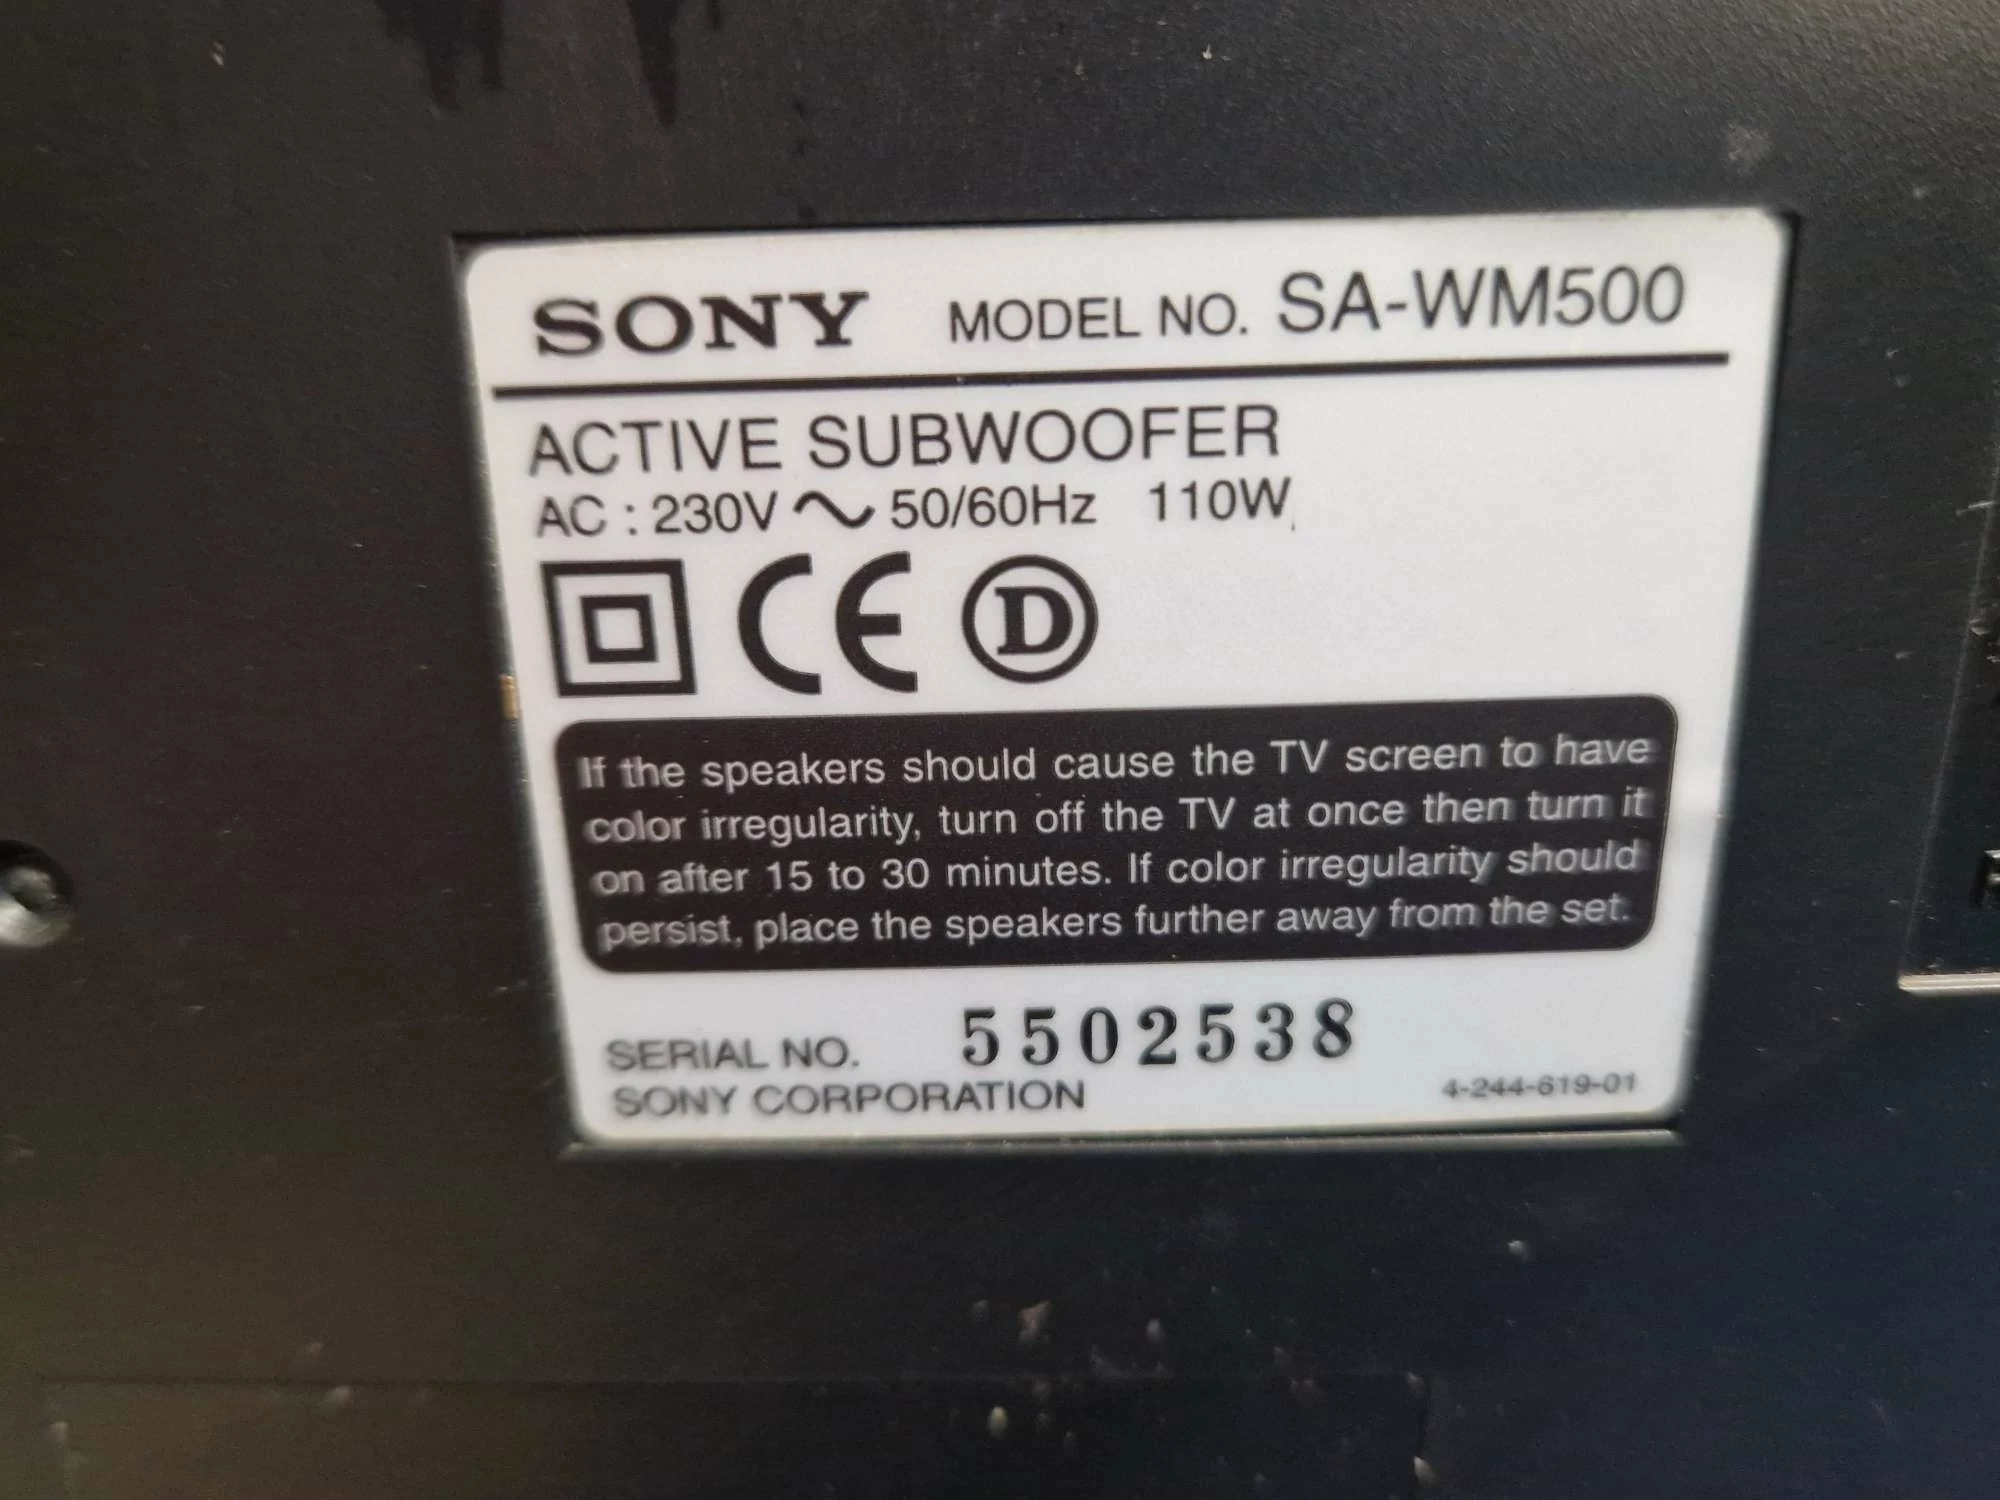 SONY MODEL NO. SA-WM500
ACTIVE SUBWOOFER
AC : 230V ~ 50/60Hz 110W
CE D
If the speakers should cause the TV screen to have
color irregularity, turn off the TV at once then turn it
on after 15 to 30 minutes. If color irregularity should
persist, place the speakers further away from the set.
SERIAL NO. 5502538
SONY CORPORATION 4-244-619-01